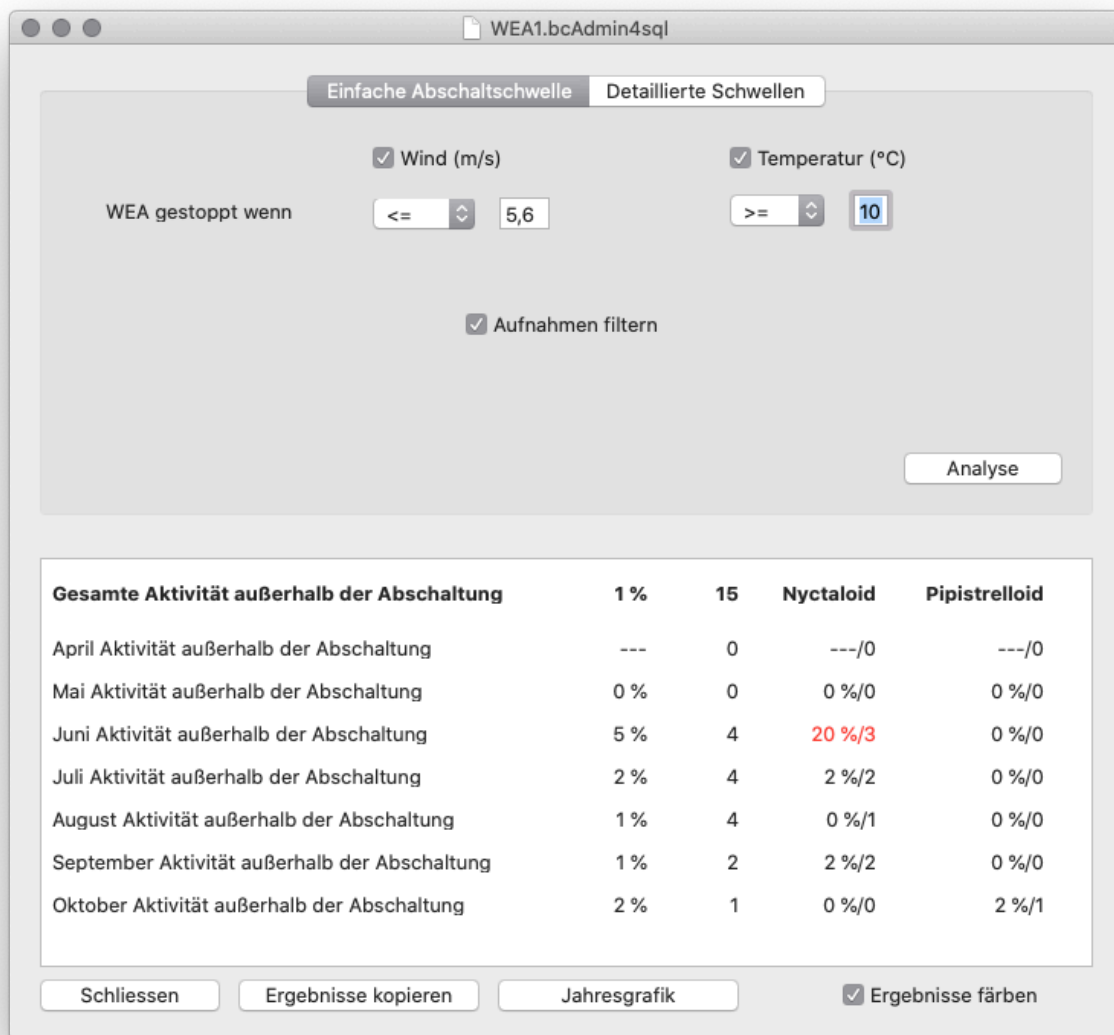 WEA1.bcAdmin4sql
Einfache Abschaltschwelle Detaillierte Schwellen
Wind (m/s) Temperatur (°C)
WEA gestoppt wenn <= 5,6 >= 10
Aufnahmen filtern
Analyse
Gesamte Aktivität außerhalb der Abschaltung 1 % 15 Nyctaloid Pipistrelloid
April Aktivität außerhalb der Abschaltung --- 0 ---/0 ---/0
Mai Aktivität außerhalb der Abschaltung 0 % 0 0 %/0 0 %/0
Juni Aktivität außerhalb der Abschaltung 5 % 4 20 %/3 0 %/0
Juli Aktivität außerhalb der Abschaltung 2 % 4 2 %/2 0 %/0
August Aktivität außerhalb der Abschaltung 1 % 4 0 %/1 0 %/0
September Aktivität außerhalb der Abschaltung 1 % 2 2 %/2 0 %/0
Oktober Aktivität außerhalb der Abschaltung 2 % 1 0 %/0 2 %/1
Schliessen Ergebnisse kopieren Jahresgrafik Ergebnisse färben